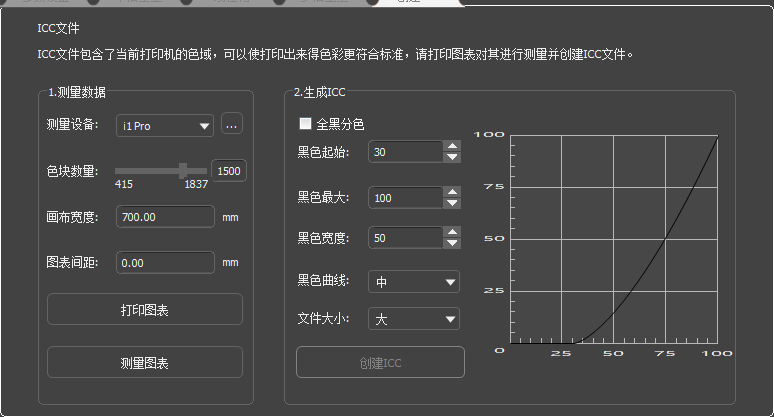 ICC文件
ICC文件包含了当前打印机的色域，可以使打印出来得色彩更符合标准，请打印图表对其进行测量并创建ICC文件。
1.测量数据
测量设备:
i1 Pro
...
色块数量:
1500
415
1837
画布宽度:
700.00
mm
图表间距:
0.00
mm
打印图表
测量图表
2.生成ICC
全黑分色
黑色起始:
30
黑色最大:
100
黑色宽度:
50
黑色曲线:
中
文件大小:
大
创建ICC
100
75
50
25
0
25
50
75
100